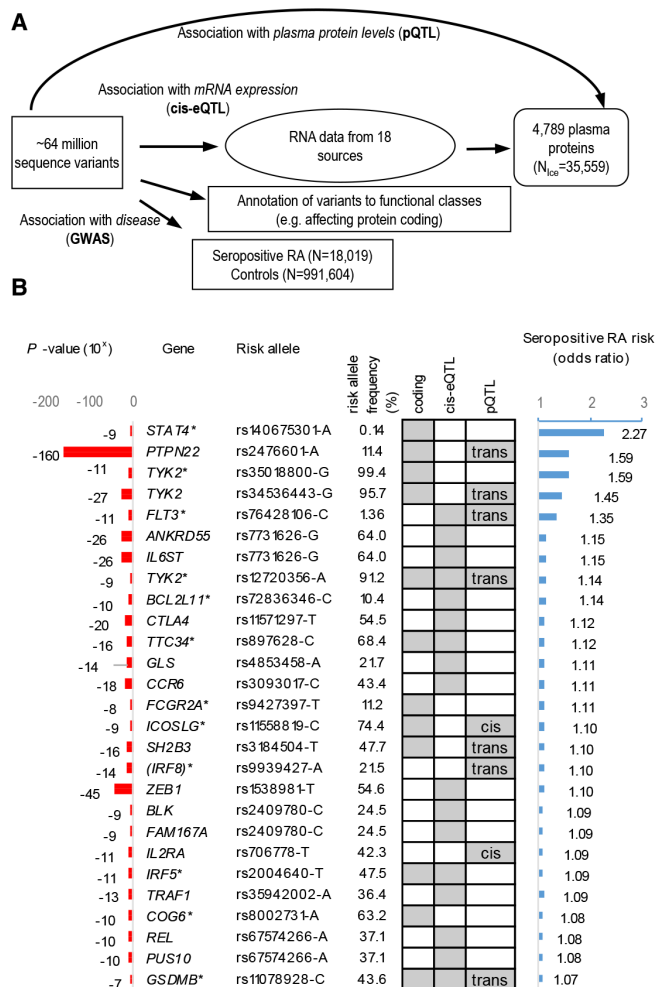 A
Association with plasma protein levels (pQTL)
Association with mRNA expression
(cis-eQTL)
~64 million
sequence variants
RNA data from 18
sources
4,789 plasma
proteins
(NIce=35,559)
Annotation of variants to functional classes
(e.g. affecting protein coding)
Association with disease
(GWAS)
Seropositive RA (N=18,019)
Controls (N=991,604)
B
P -value (10ˣ) Gene Risk allele risk allele frequency (%) coding cis-eQTL pQTL Seropositive RA risk
(odds ratio)
-200 -100 0 1 2 3
-9 STAT4* rs140675301-A 0.14 2.27
-160 PTPN22 rs2476601-A 11.4 trans 1.59
-11 TYK2* rs35018800-G 99.4 1.59
-27 TYK2 rs34536443-G 95.7 trans 1.45
-11 FLT3* rs76428106-C 1.36 trans 1.35
-26 ANKRD55 rs7731626-G 64.0 1.15
-26 IL6ST rs7731626-G 64.0 1.15
-9 TYK2* rs12720356-A 91.2 trans 1.14
-10 BCL2L11* rs72836346-C 10.4 1.14
-20 CTLA4 rs11571297-T 54.5 1.12
-16 TTC34* rs897628-C 68.4 1.12
-14 GLS rs4853458-A 21.7 1.11
-18 CCR6 rs3093017-C 43.4 1.11
-8 FCGR2A* rs9427397-T 11.2 1.11
-9 ICOSLG* rs11558819-C 74.4 cis 1.10
-16 SH2B3 rs3184504-T 47.7 trans 1.10
-14 (IRF8)* rs9939427-A 21.5 trans 1.10
-45 ZEB1 rs1538981-T 54.6 1.10
-9 BLK rs2409780-C 24.5 1.09
-9 FAM167A rs2409780-C 24.5 1.09
-11 IL2RA rs706778-T 42.3 cis 1.09
-11 IRF5* rs2004640-T 47.5 1.09
-13 TRAF1 rs35942002-A 36.4 1.09
-10 COG6* rs8002731-A 63.2 1.08
-10 REL rs67574266-A 37.1 1.08
-10 PUS10 rs67574266-A 37.1 1.08
-7 GSDMB* rs11078928-C 43.6 trans 1.07